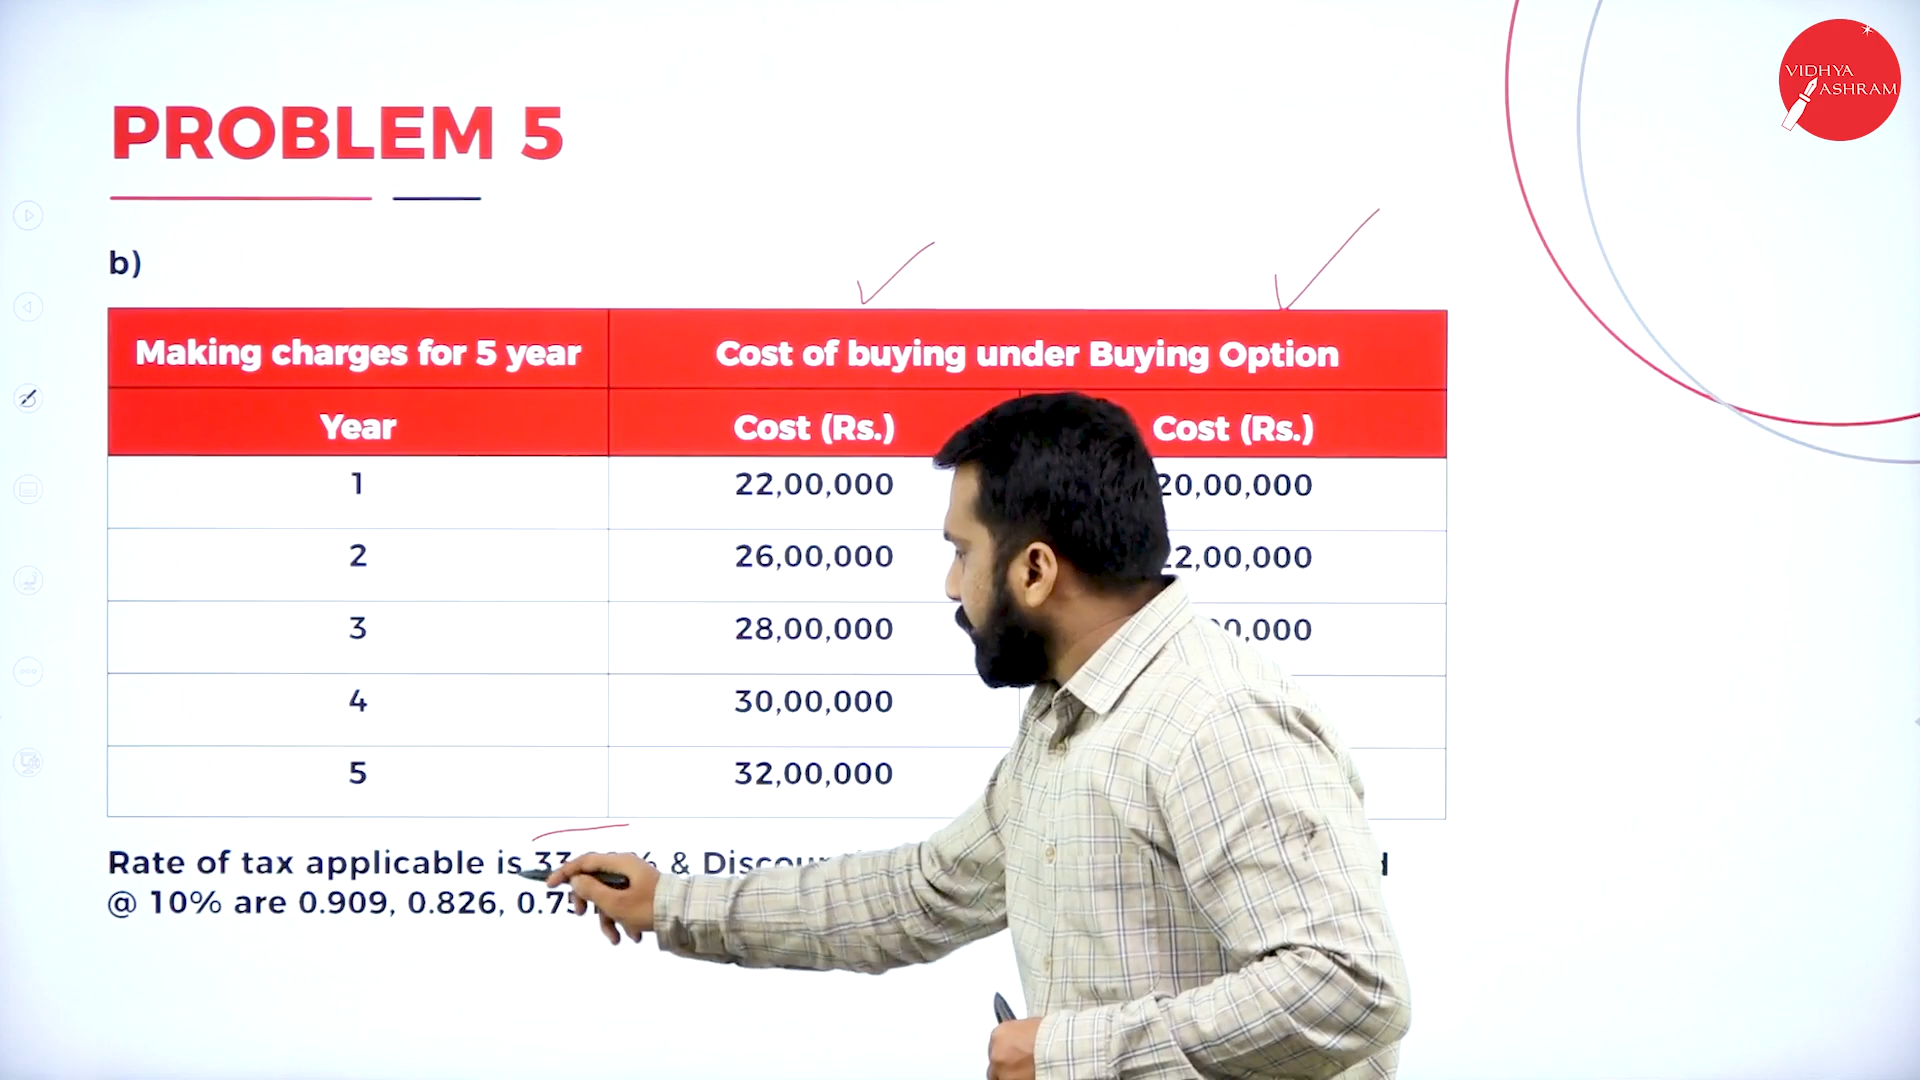 VIDHYA
ASHRAM
PROBLEM 5
b)
Making charges for 5 year Cost of buying under Buying Option
Year Cost (Rs.) Cost (Rs.)
1 22,00,000 20,00,000
2 26,00,000
3 28,00,000
4 30,00,000
5 32,00,000
Rate of tax applicable is &
@ 10% are 0.909, 0.826,